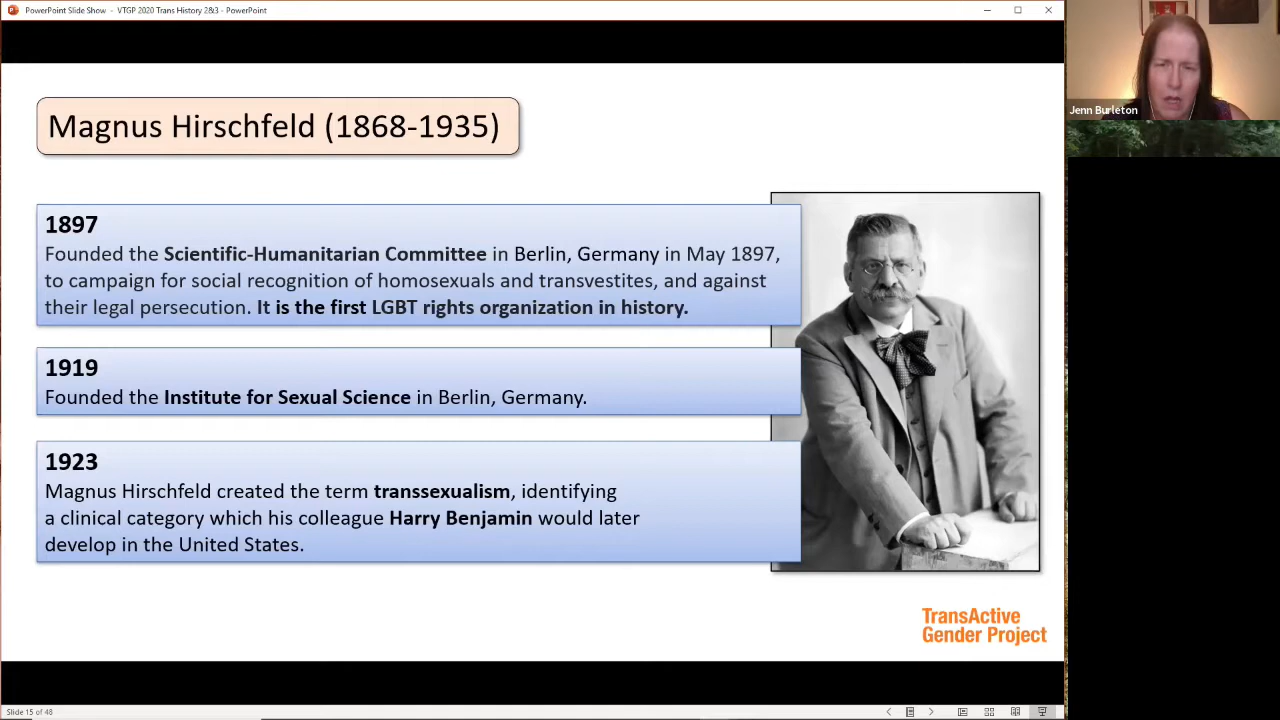 PowerPoint Slide Show - VTGP 2020 Trans History 2&3 - PowerPoint
Jenn Burleton
Magnus Hirschfeld (1868-1935)
1897
Founded the Scientific-Humanitarian Committee in Berlin, Germany in May 1897,
to campaign for social recognition of homosexuals and transvestites, and against
their legal persecution. It is the first LGBT rights organization in history.
1919
Founded the Institute for Sexual Science in Berlin, Germany.
1923
Magnus Hirschfeld created the term transsexualism, identifying
a clinical category which his colleague Harry Benjamin would later
develop in the United States.
TransActive
Gender Project
Slide 15 of 48